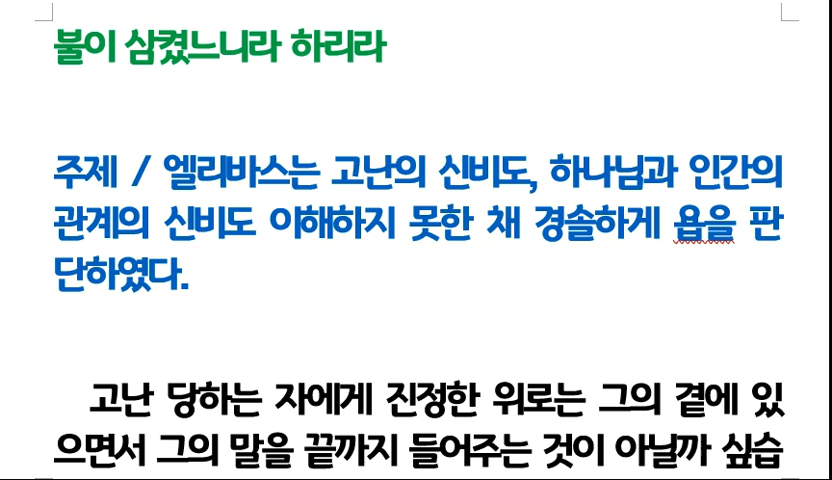 불이 삼켰느니라 하리라
주제 / 엘리바스는 고난의 신비도, 하나님과 인간의
관계의 신비도 이해하지 못한 채 경솔하게 욥을 판
단하였다.
고난 당하는 자에게 진정한 위로는 그의 곁에 있
으면서 그의 말을 끝까지 들어주는 것이 아닐까 싶습